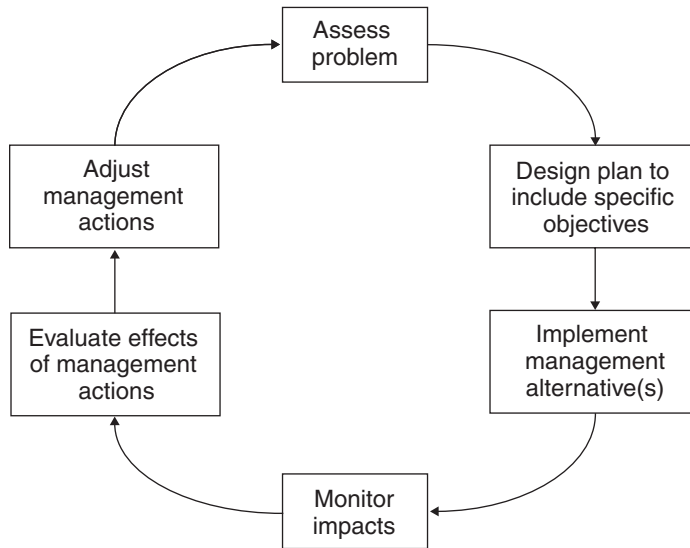 Assess
problem
Design plan to
include specific
objectives
Implement
management
alternative(s)
Monitor
impacts
Evaluate effects
of management
actions
Adjust
management
actions